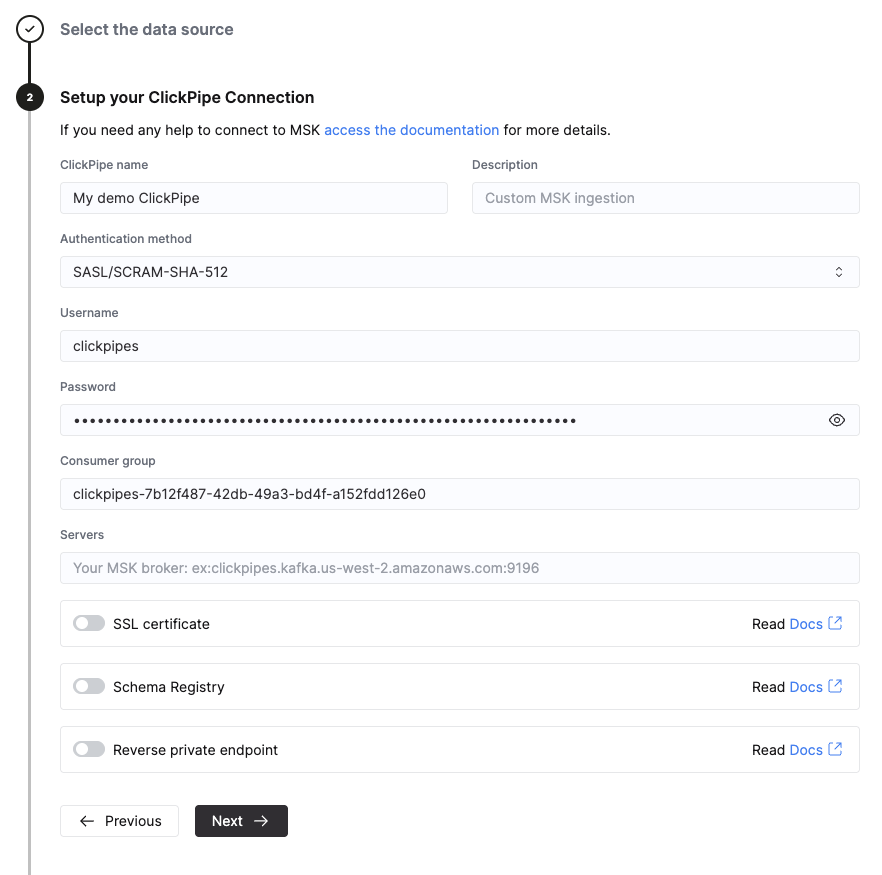 Select the data source
2
Setup your ClickPipe Connection
If you need any help to connect to MSK access the documentation for more details.
ClickPipe name
Description
My demo ClickPipe
Custom MSK ingestion
Authentication method
SASL/SCRAM-SHA-512
Username
clickpipes
Password
Consumer group
clickpipes-7b12f487-42db-49a3-bd4f-a152fdd126e0
Servers
Your MSK broker: ex:clickpipes.kafka.us-west-2.amazonaws.com:9196
SSL certificate
Read Docs
Schema Registry
Read Docs
Reverse private endpoint
Read Docs
Previous
Next